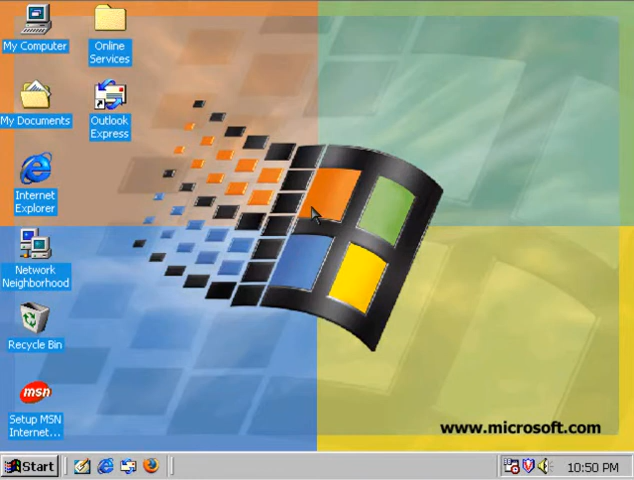 My Computer
Online
Services
My Documents
Outlook
Express
Internet
Explorer
Network
Neighborhood
Recycle Bin
msn
Setup MSN
Internet...
www.microsoft.com
Start
10:50 PM